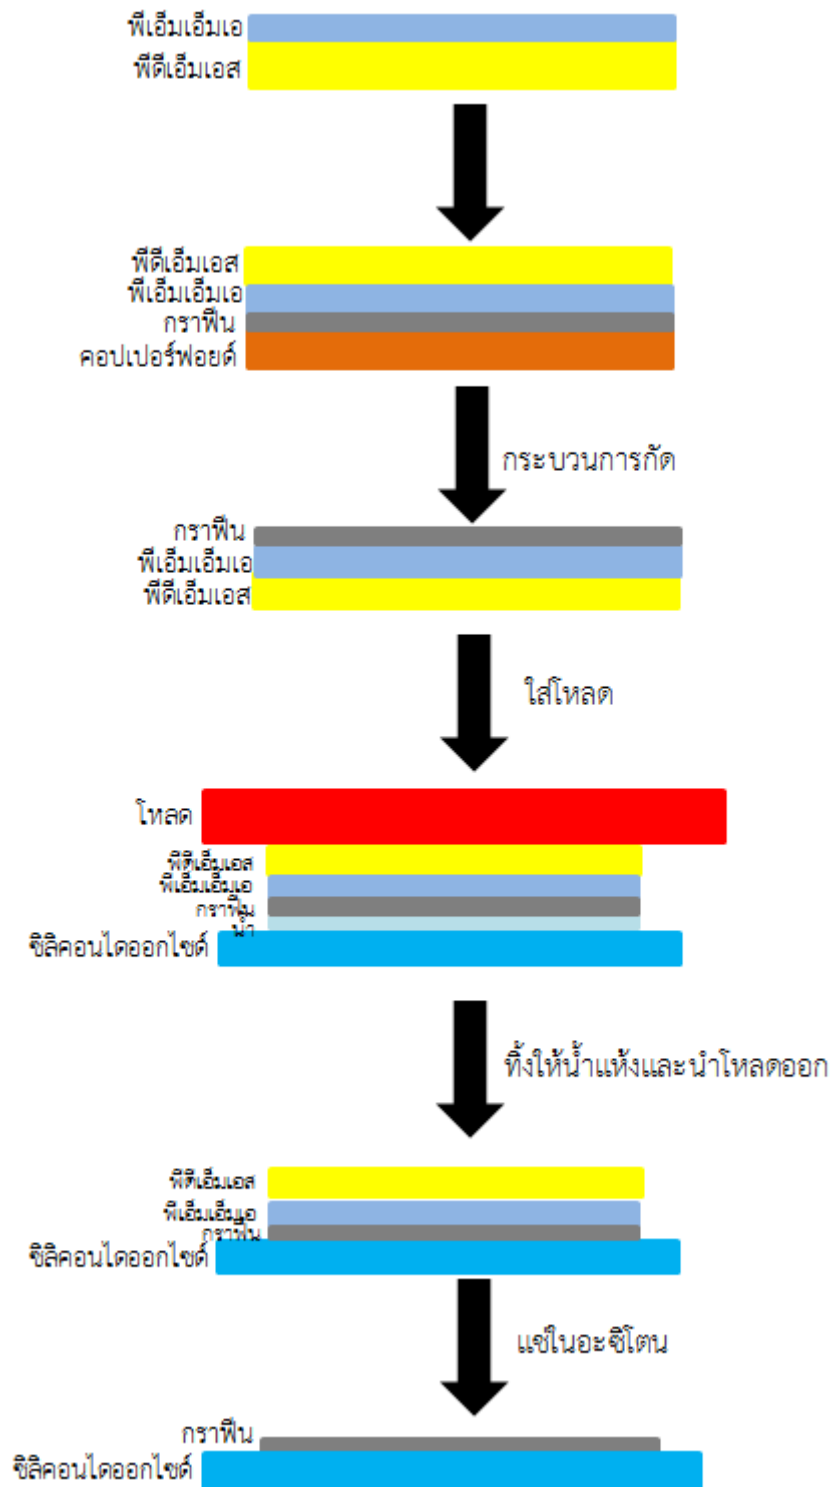 พีเอ็มเอ็มเอ
พีดีเอ็มเอส
พีดีเอ็มเอส
พีเอ็มเอ็มเอ
กราฟีน
คอปเปอร์ฟอยด์
กระบวนการกัด
กราฟีน
พีเอ็มเอ็มเอ
พีดีเอ็มเอส
ใส่โหลด
โหลด
พีดีเอ็มเอส
พีเอ็มเอ็มเอ
กราฟีน
น้ำ
ซิลิคอนไดออกไซด์
ทิ้งให้น้ำแห้งและนำโหลดออก
พีดีเอ็มเอส
พีเอ็มเอ็มเอ
กราฟีน
ซิลิคอนไดออกไซด์
แช่ในอะซิโตน
กราฟีน
ซิลิคอนไดออกไซด์